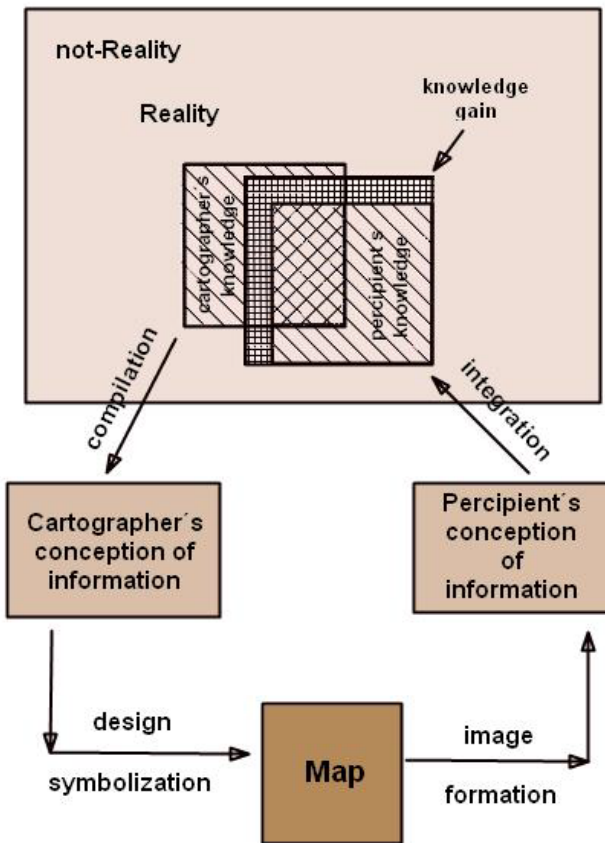 not-Reality
Reality
knowledge
gain
cartographer´s
knowledge
percipient´s
knowledge
compilation
integration
Cartographer´s
conception of
information
Percipient´s
conception
of
information
design
symbolization
Map
image
formation